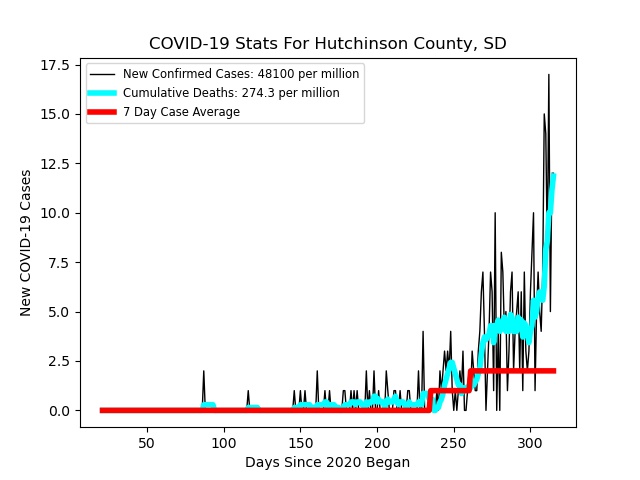 COVID-19 Stats For Hutchinson County, SD
New Confirmed Cases: 48100 per million
Cumulative Deaths: 274.3 per million
7 Day Case Average
New COVID-19 Cases
17.5
15.0
12.5
10.0
7.5
5.0
2.5
0.0
50 100 150 200 250 300
Days Since 2020 Began